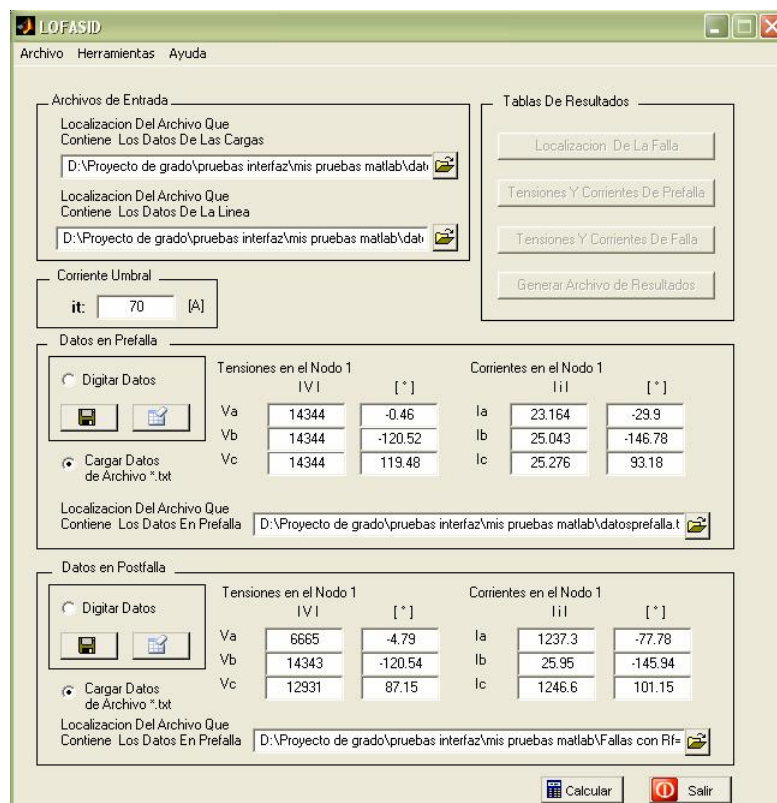 LOFASID
Archivo Herramientas Ayuda
Archivos de Entrada
Localizacion Del Archivo Que
Contiene Los Datos De Las Cargas
D:\Proyecto de grado\pruebas interfaz\mis pruebas matlab\dat
Localizacion Del Archivo Que
Contiene Los Datos De La Linea
D:\Proyecto de grado\pruebas interfaz\mis pruebas matlab\dat
Tablas De Resultados
Localizacion De La Falla
Tensiones Y Corrientes De Prefalla
Tensiones Y Corrientes De Falla
Generar Archivo de Resultados
Corriente Umbral
it: 70 [A]
Datos en Prefalla
Digitar Datos
Cargar Datos
de Archivo *.txt
Tensiones en el Nodo 1
|V| [°]
Va 14344 -0.46
Vb 14344 -120.52
Vc 14344 119.48
Corrientes en el Nodo 1
|i| [°]
Ia 23.164 -29.9
Ib 25.043 -146.78
Ic 25.276 93.18
Localizacion Del Archivo Que
Contiene Los Datos En Prefalla D:\Proyecto de grado\pruebas interfaz\mis pruebas matlab\datosprefalla.t
Datos en Postfalla
Digitar Datos
Cargar Datos
de Archivo *.txt
Tensiones en el Nodo 1
|V| [°]
Va 6665 -4.79
Vb 14343 -120.54
Vc 12931 87.15
Corrientes en el Nodo 1
|i| [°]
Ia 1237.3 -77.78
Ib 25.95 -145.94
Ic 1246.6 101.15
Localizacion Del Archivo Que
Contiene Los Datos En Prefalla D:\Proyecto de grado\pruebas interfaz\mis pruebas matlab\Fallas con Rf=
Calcular Salir